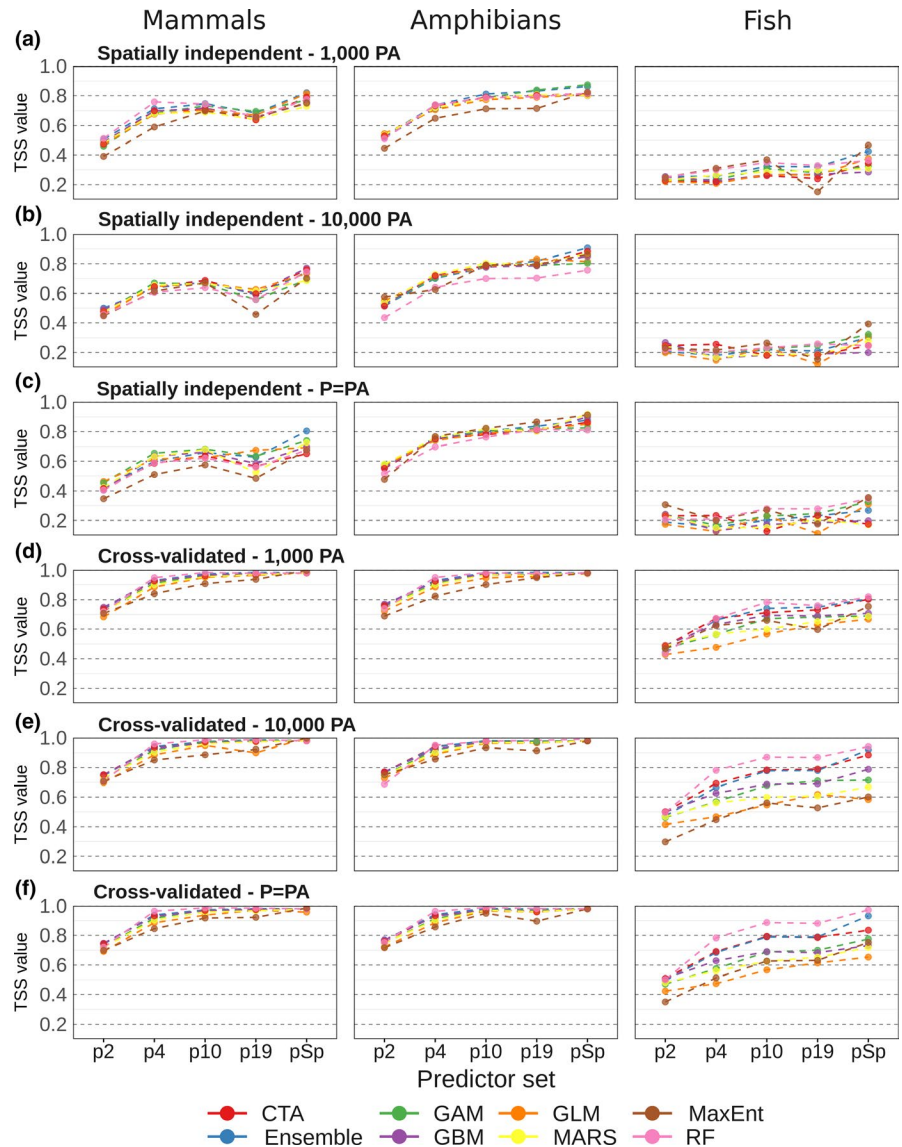 Mammals Amphibians Fish
(a) Spatially independent - 1,000 PA
TSS value
1.0
0.8
0.6
0.4
0.2
(b) Spatially independent - 10,000 PA
TSS value
1.0
0.8
0.6
0.4
0.2
(c) Spatially independent - P=PA
TSS value
1.0
0.8
0.6
0.4
0.2
(d) Cross-validated - 1,000 PA
TSS value
1.0
0.8
0.6
0.4
0.2
(e) Cross-validated - 10,000 PA
TSS value
1.0
0.8
0.6
0.4
0.2
(f) Cross-validated - P=PA
TSS value
1.0
0.8
0.6
0.4
0.2
p2 p4 p10 p19 pSp p2 p4 p10 p19 pSp p2 p4 p10 p19 pSp
Predictor set
CTA GAM GLM MaxEnt
Ensemble GBM MARS RF